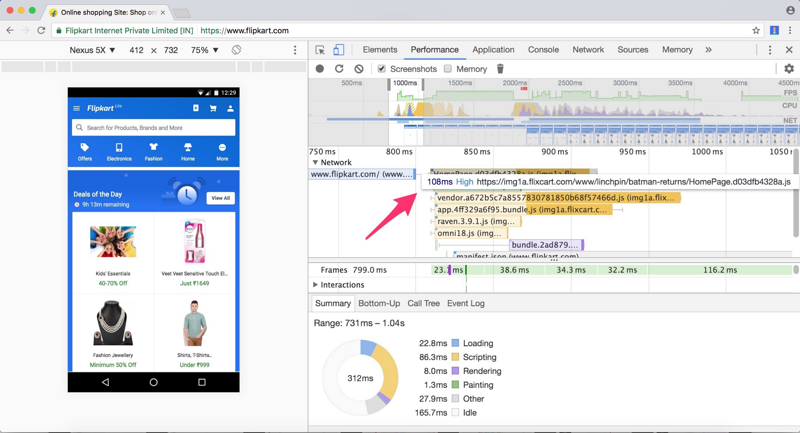 Online shopping Site: Shop on
Flipkart Internet Private Limited [IN] https://www.flipkart.com
Nexus 5X ▼ 412 × 732 75% ▼
Elements Performance Application Console Network Sources Memory »
Screenshots Memory
500ms 1000ms 1500ms 2000ms 2500ms 3000ms 3500ms 4000ms 4500
FPS
CPU
NET
750 ms 800 ms 850 ms 900 ms 950 ms 1000 ms 1050 ms
▼ Network
www.flipkart.com/ (www.…
HomePage.d03dfb4328a.js (img1a.flix…
108ms High https://img1a.flixcart.com/www/linchpin/batman-returns/HomePage.d03dfb4328a.js
vendor.a672b5c7a8557830781850b68f57466d.js (img1a.flix…
app.4ff329a6f95.bundle.js (img1a.flixcart.c…
raven.3.9.1.js (img…
omni18.js (img…
bundle.2ad879.…
manifest.json (www.flipkart.com)
Frames 799.0 ms 23.1 ms 38.6 ms 34.3 ms 32.2 ms 116.2 ms
▶ Interactions
Summary Bottom-Up Call Tree Event Log
Range: 731ms – 1.04s
312ms
22.8ms Loading
86.3ms Scripting
8.0ms Rendering
1.3ms Painting
27.9ms Other
165.7ms Idle
12:29
Flipkart Lite
Search for Products, Brands and More
Offers Electronics Fashion Home More
Deals of the Day
9h 13m remaining
View All
Kids' Essentials
40-70% Off
Veet Veet Sensitive Touch El...
Just ₹1649
Fashion Jewellery
Minimum 50% Off
Shirts, T-Shirts..
Under ₹999